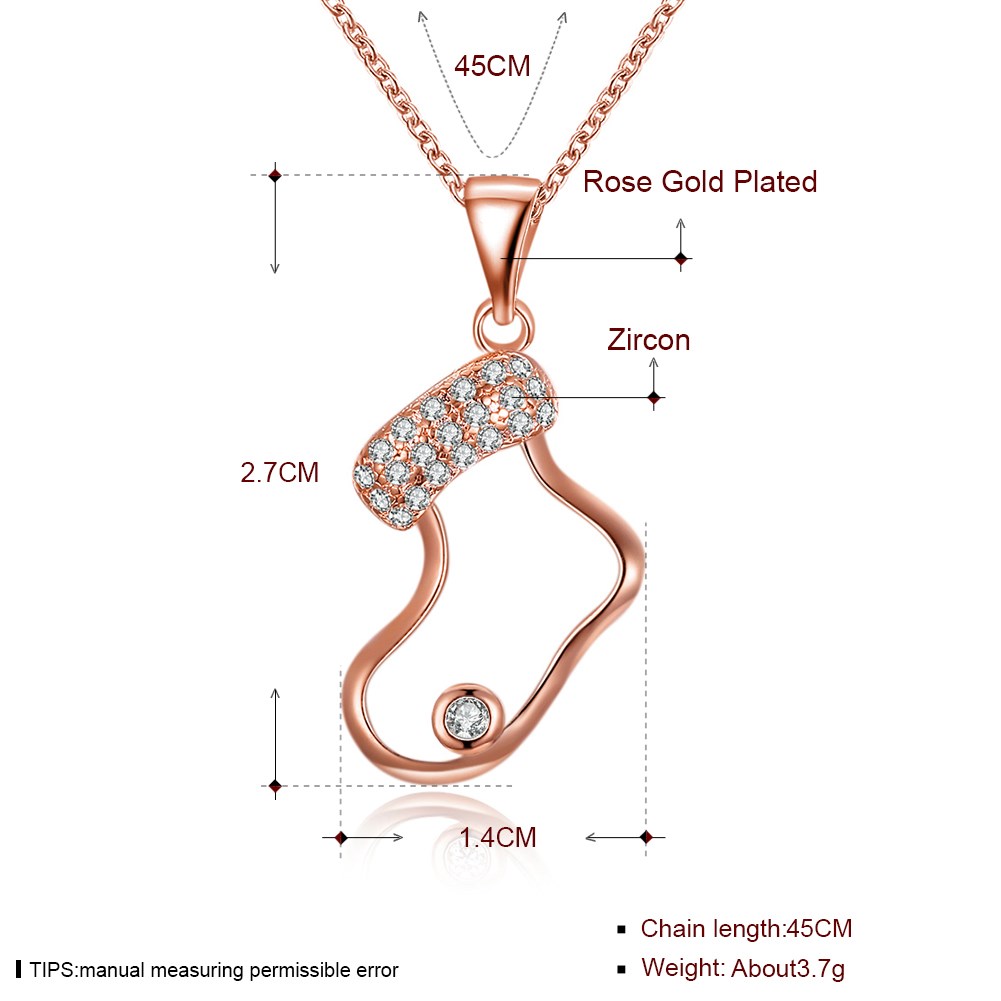 45CM
Rose Gold Plated
Zircon
2.7CM
1.4CM
Chain length:45CM
Weight: About3.7g
TIPS:manual measuring permissible error